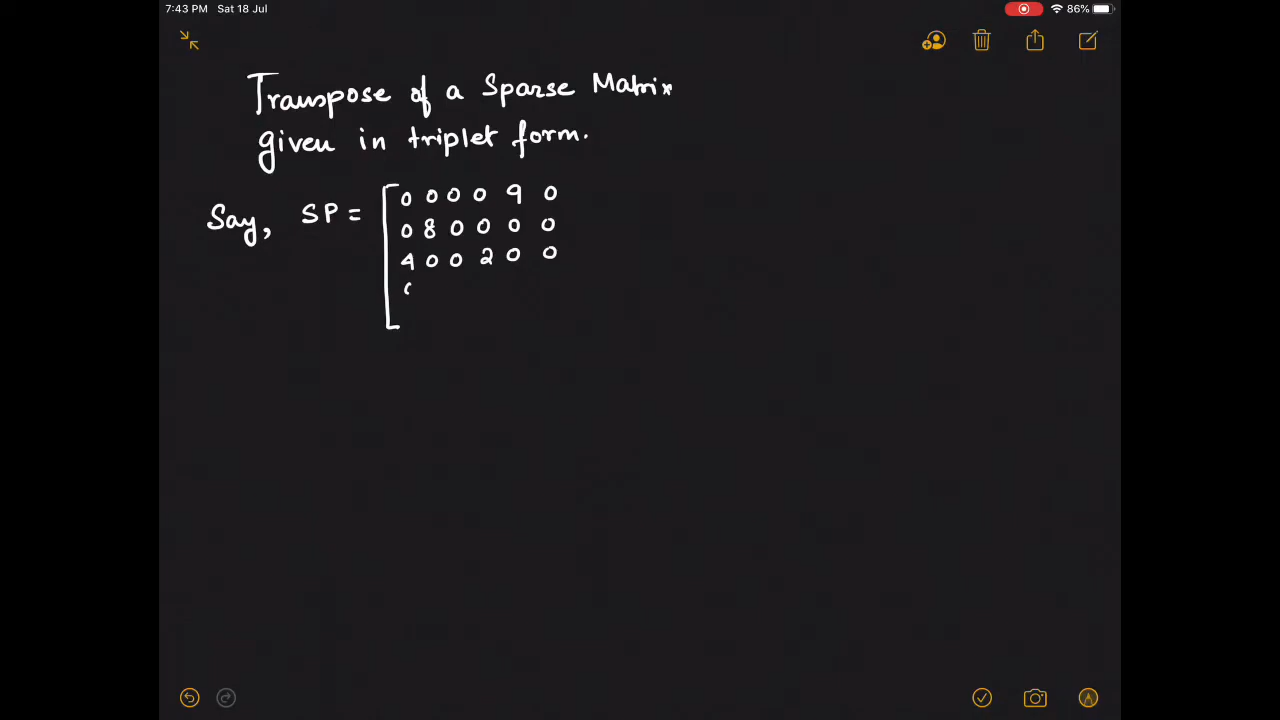 7:43 PM Sat 18 Jul
86%
Transpose of a Sparse Matrix
given in triplet form.
Say, SP =
0 0 0 0 9 0
0 8 0 0 0 0
4 0 0 2 0 0